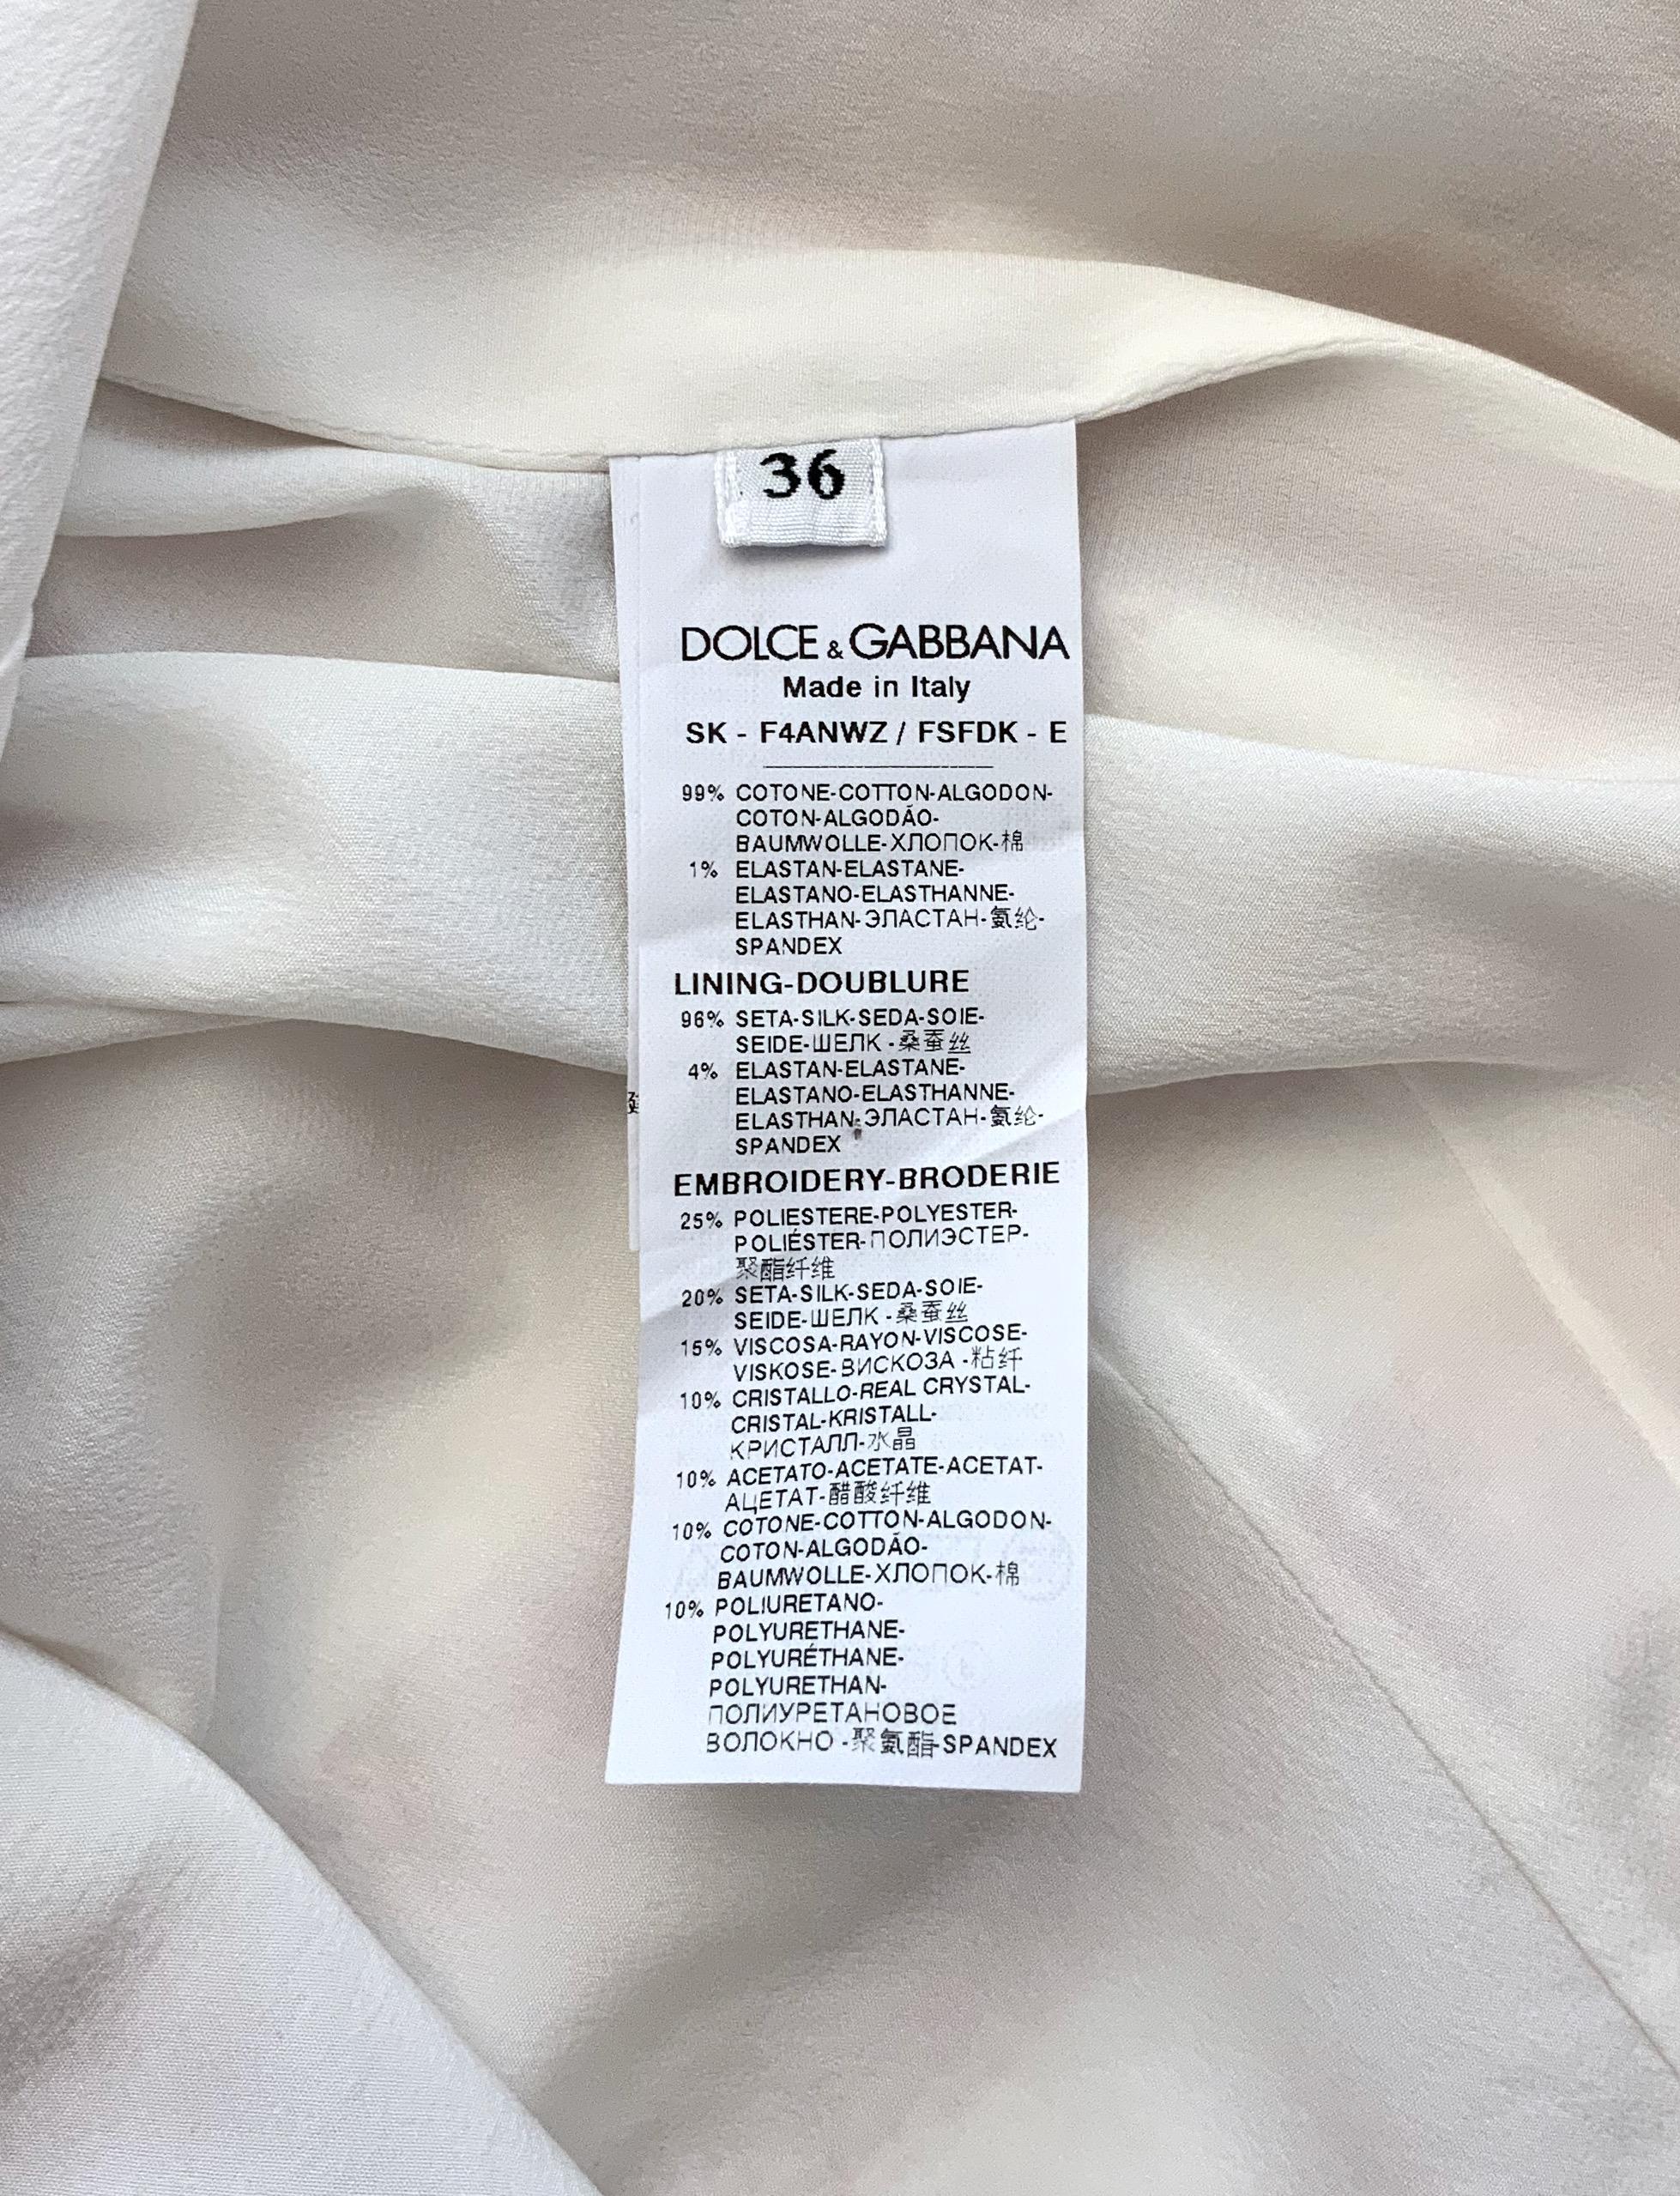 36
DOLCE & GABBANA
Made in Italy
SK - F4ANWZ / FSFDK - E
99% COTONE-COTTON-ALGODON-
COTON-ALGODÃO-
BAUMWOLLE-ХЛОПОК-棉
1% ELASTAN-ELASTANE-
ELASTANO-ELASTHANNE-
ELASTHAN-ЭЛАСТАН-氨纶-
SPANDEX
LINING-DOUBLURE
96% SETA-SILK-SEDA-SOIE-
SEIDE-ШЕЛК -桑蚕丝
4% ELASTAN-ELASTANE-
ELASTANO-ELASTHANNE-
ELASTHAN-ЭЛАСТАН-氨纶-
SPANDEX
EMBROIDERY-BRODERIE
25% POLIESTERE-POLYESTER-
POLIÉSTER-ПОЛИЭСТЕР-
聚酯纤维
20% SETA-SILK-SEDA-SOIE-
SEIDE-ШЕЛК -桑蚕丝
15% VISCOSA-RAYON-VISCOSE-
VISKOSE-ВИСКОЗА -粘纤
10% CRISTALLO-REAL CRYSTAL-
CRISTAL-KRISTALL-
КРИСТАЛЛ-水晶
10% ACETATO-ACETATE-ACETAT-
АЦЕТАТ-醋酸纤维
10% COTONE-COTTON-ALGODON-
COTON-ALGODÃO-
BAUMWOLLE-ХЛОПОК-棉
10% POLIURETANO-
POLYURETHANE-
POLYURÉTHANE-
POLYURETHAN-
ПОЛИУРЕТАНОВОЕ
ВОЛОКНО -聚氨酯-SPANDEX